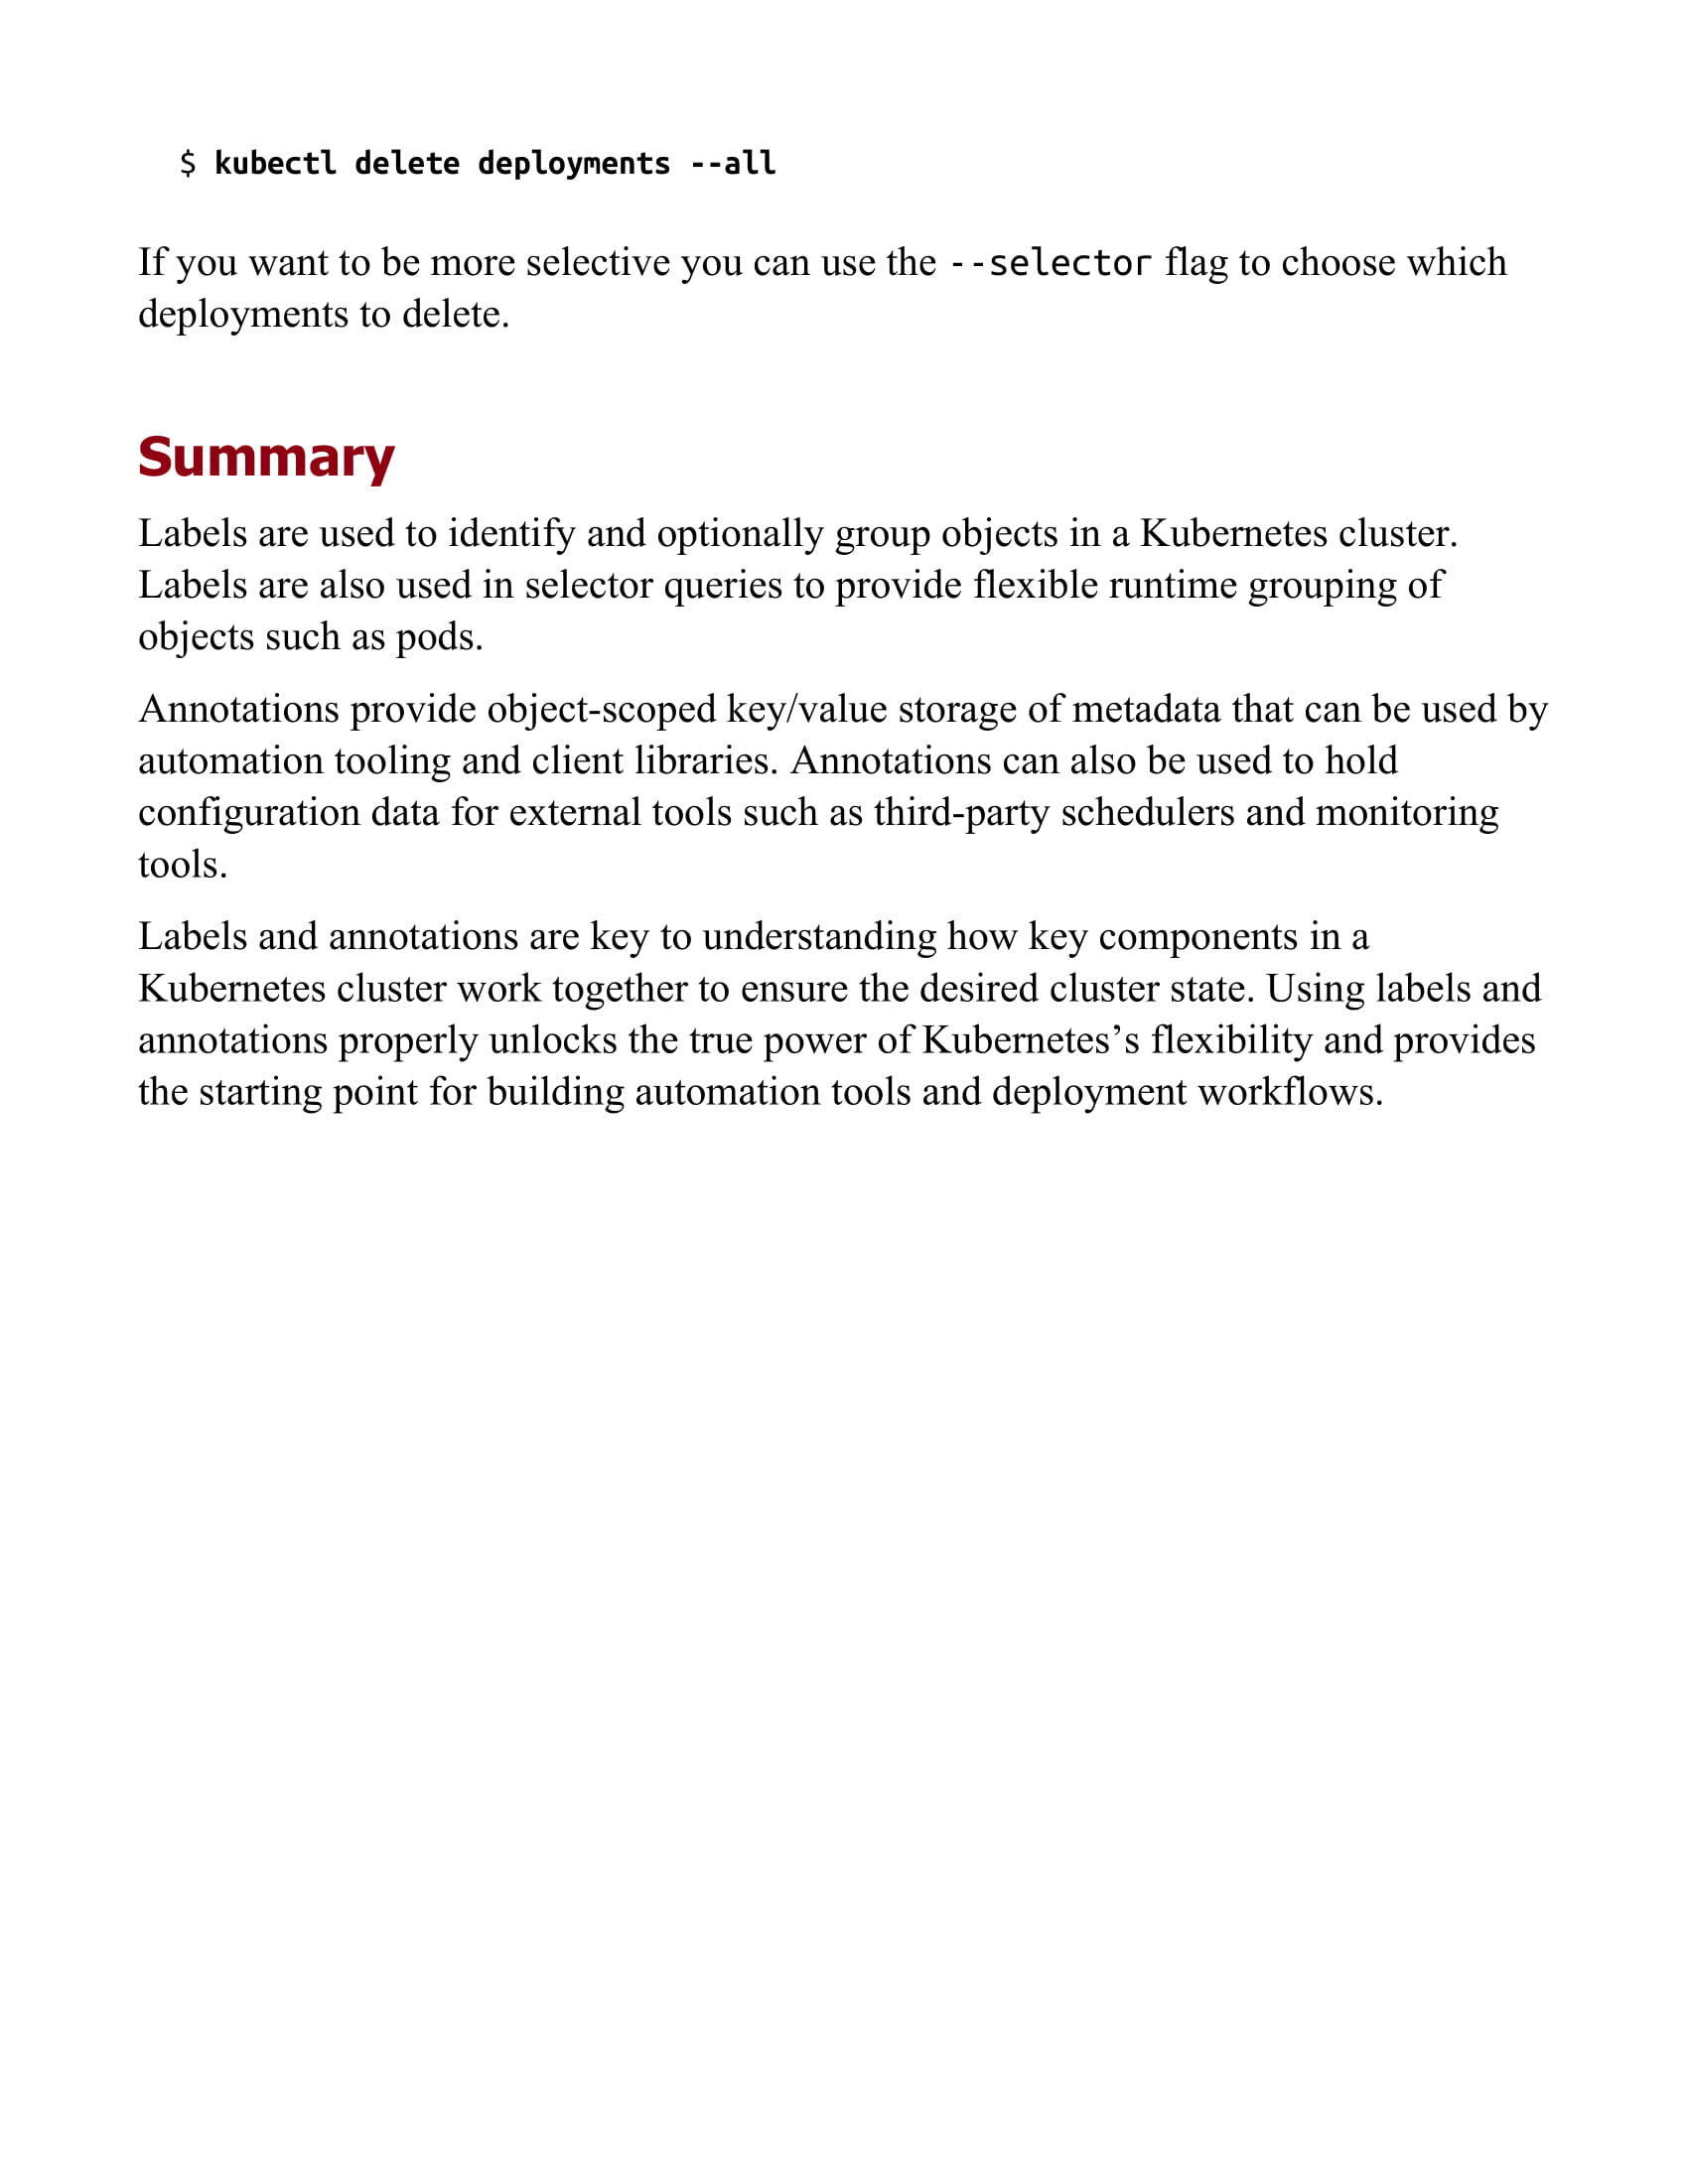 $ kubectl delete deployments --all
If you want to be more selective you can use the --selector flag to choose which
deployments to delete.
Summary
Labels are used to identify and optionally group objects in a Kubernetes cluster.
Labels are also used in selector queries to provide flexible runtime grouping of
objects such as pods.
Annotations provide object-scoped key/value storage of metadata that can be used by
automation tooling and client libraries. Annotations can also be used to hold
configuration data for external tools such as third-party schedulers and monitoring
tools.
Labels and annotations are key to understanding how key components in a
Kubernetes cluster work together to ensure the desired cluster state. Using labels and
annotations properly unlocks the true power of Kubernetes’s flexibility and provides
the starting point for building automation tools and deployment workflows.